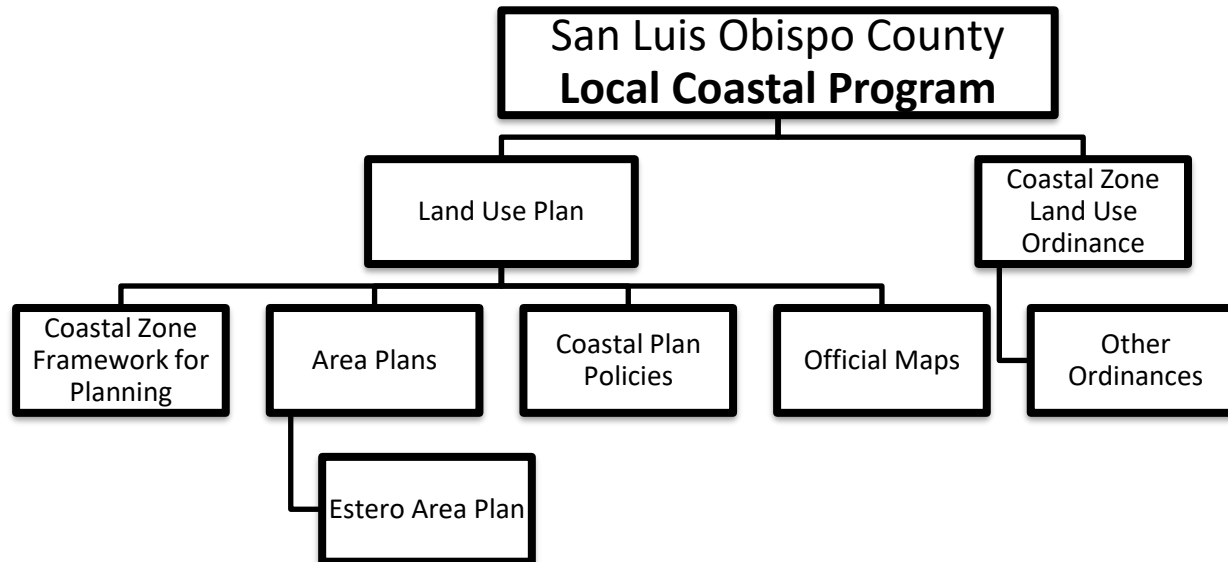 San Luis Obispo County
Local Coastal Program
Land Use Plan
Coastal Zone
Land Use
Ordinance
Coastal Zone
Framework for
Planning
Area Plans
Coastal Plan
Policies
Official Maps
Other
Ordinances
Estero Area Plan